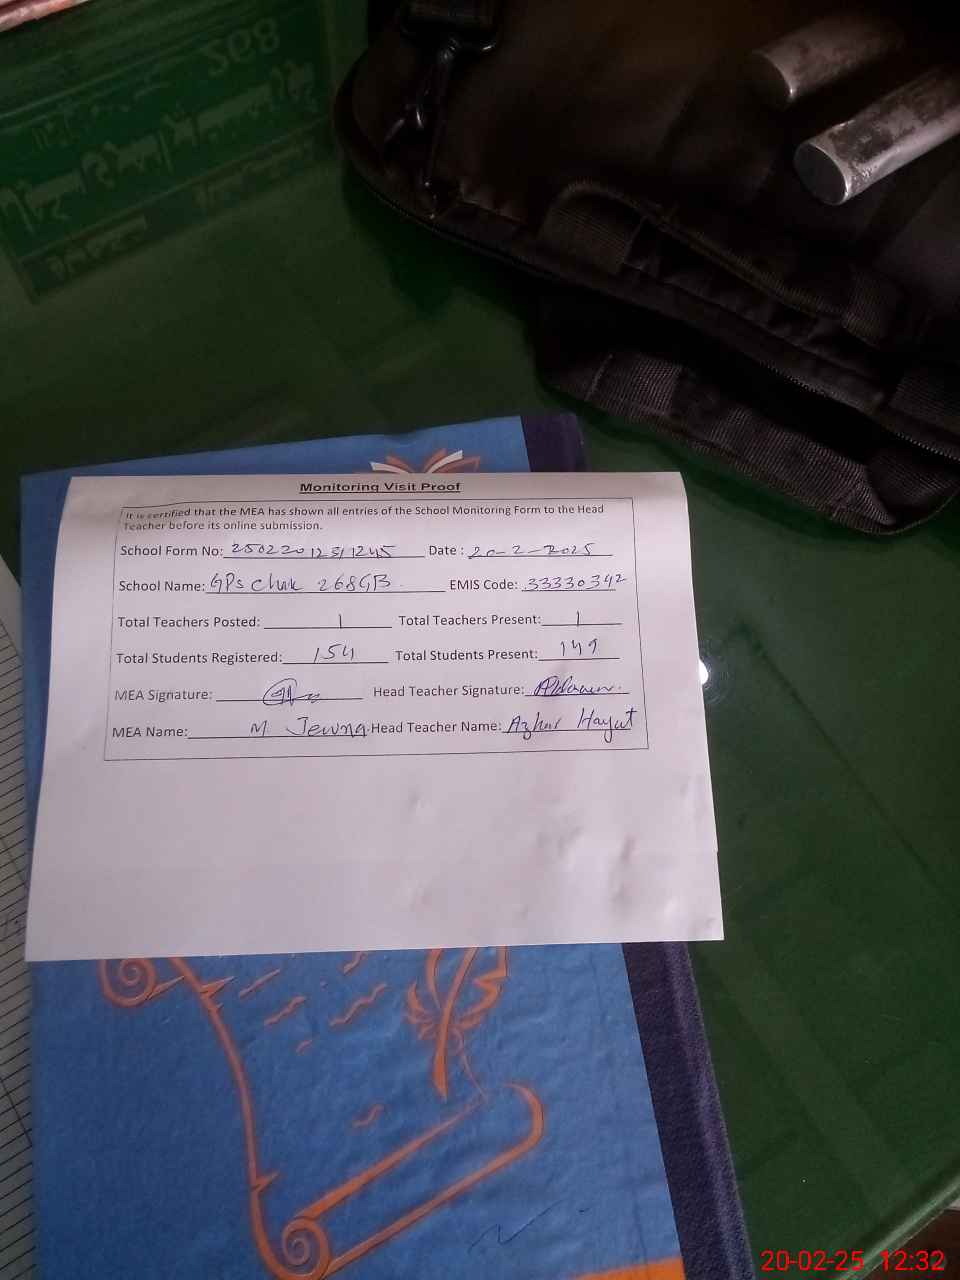 268
Monitoring Visit Proof
It is certified that the MEA has shown all entries of the School Monitoring Form to the Head
Teacher before its online submission.
School Form No: 25022012311245 Date : 20-2-2025
School Name: GPs Chak 268GB EMIS Code: 33330342
Total Teachers Posted: 1 Total Teachers Present: 1
Total Students Registered: 154 Total Students Present: 149
MEA Signature: Head Teacher Signature:
MEA Name: M. Head Teacher Name: Azhar Hayat
20-02-25 12:32